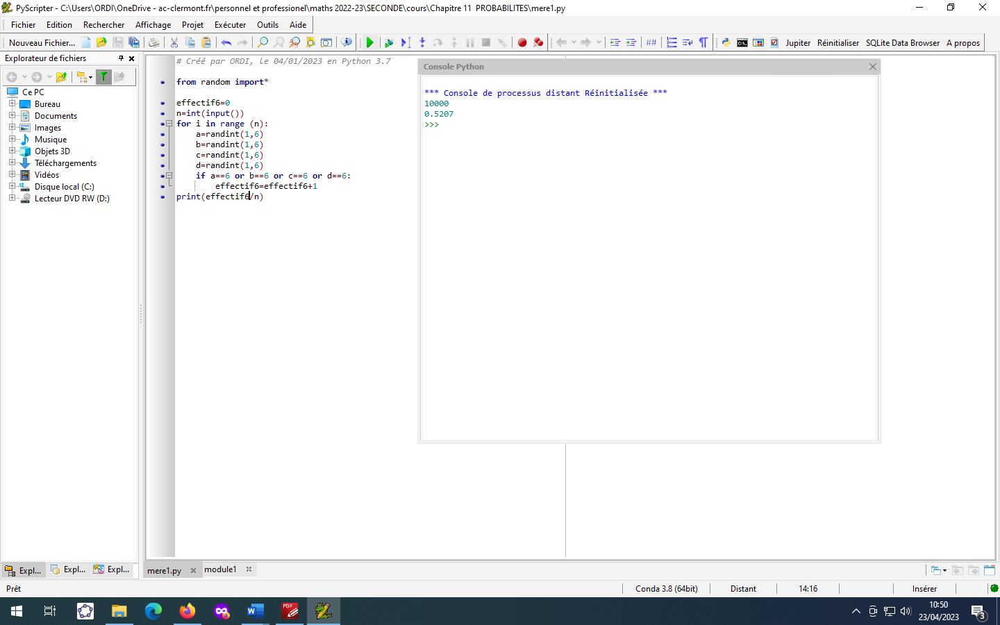 PyScripter - C:\Users\ORDI\OneDrive - ac-clermont.fr\personnel et professionel\maths 2022-23\SECONDE\cours\Chapitre 11  PROBABILITES\mere1.py
Fichier Edition Rechercher Affichage Projet Exécuter Outils Aide
Nouveau Fichier... ## Jupiter Réinitialiser SQLite Data Browser A propos
Explorateur de fichiers
Ce PC
Bureau
Documents
Images
Musique
Objets 3D
Téléchargements
Vidéos
Disque local (C:)
Lecteur DVD RW (D:)
# Créé par ORDI, le 04/01/2023 en Python 3.7
from random import*
effectif6=0
n=int(input())
for i in range (n):
    a=randint(1,6)
    b=randint(1,6)
    c=randint(1,6)
    d=randint(1,6)
    if a==6 or b==6 or c==6 or d==6:
        effectif6=effectif6+1
print(effectif6/n)
Console Python
*** Console de processus distant Réinitialisée ***
10000
0.5207
>>>
Expl... Expl... Expl... mere1.py module1
Prêt Conda 3.8 (64bit) Distant 14:16 Insérer
W PDF 10:50
23/04/2023 3